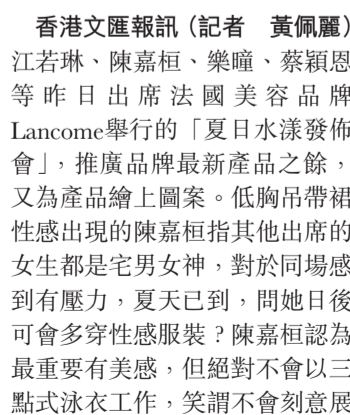 香港文匯報訊（記者　黃佩麗）
江若琳、陳嘉桓、樂瞳、蔡穎恩
等昨日出席法國美容品牌
Lancome舉行的「夏日水漾發佈
會」，推廣品牌最新產品之餘，
又為產品繪上圖案。低胸吊帶裙
性感出現的陳嘉桓指其他出席的
女生都是宅男女神，對於同場感
到有壓力，夏天已到，問她日後
可會多穿性感服裝？陳嘉桓認為
最重要有美感，但絕對不會以三
點式泳衣工作，笑謂不會刻意展